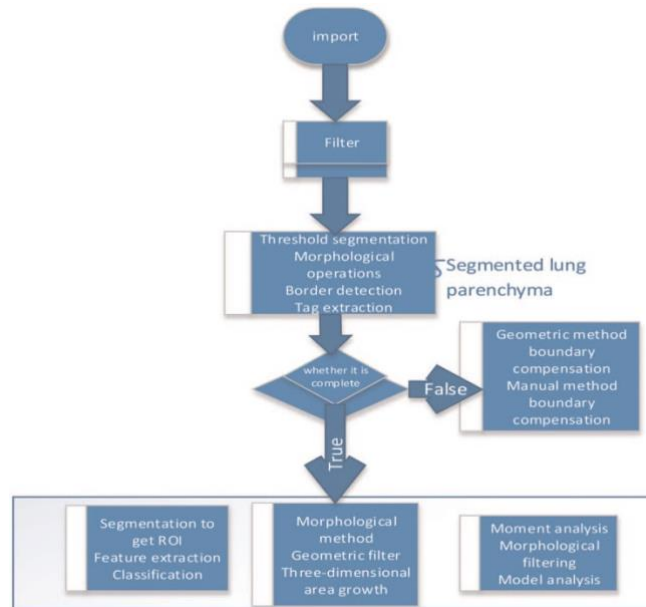 import
Filter
Threshold segmentation
Morphological
operations
Border detection
Tag extraction
Segmented lung
parenchyma
whether it is
complete
False
Geometric method
boundary
compensation
Manual method
boundary
compensation
True
Segmentation to
get ROI
Feature extraction
Classification
Morphological
method
Geometric filter
Three-dimensional
area growth
Moment analysis
Morphological
filtering
Model analysis